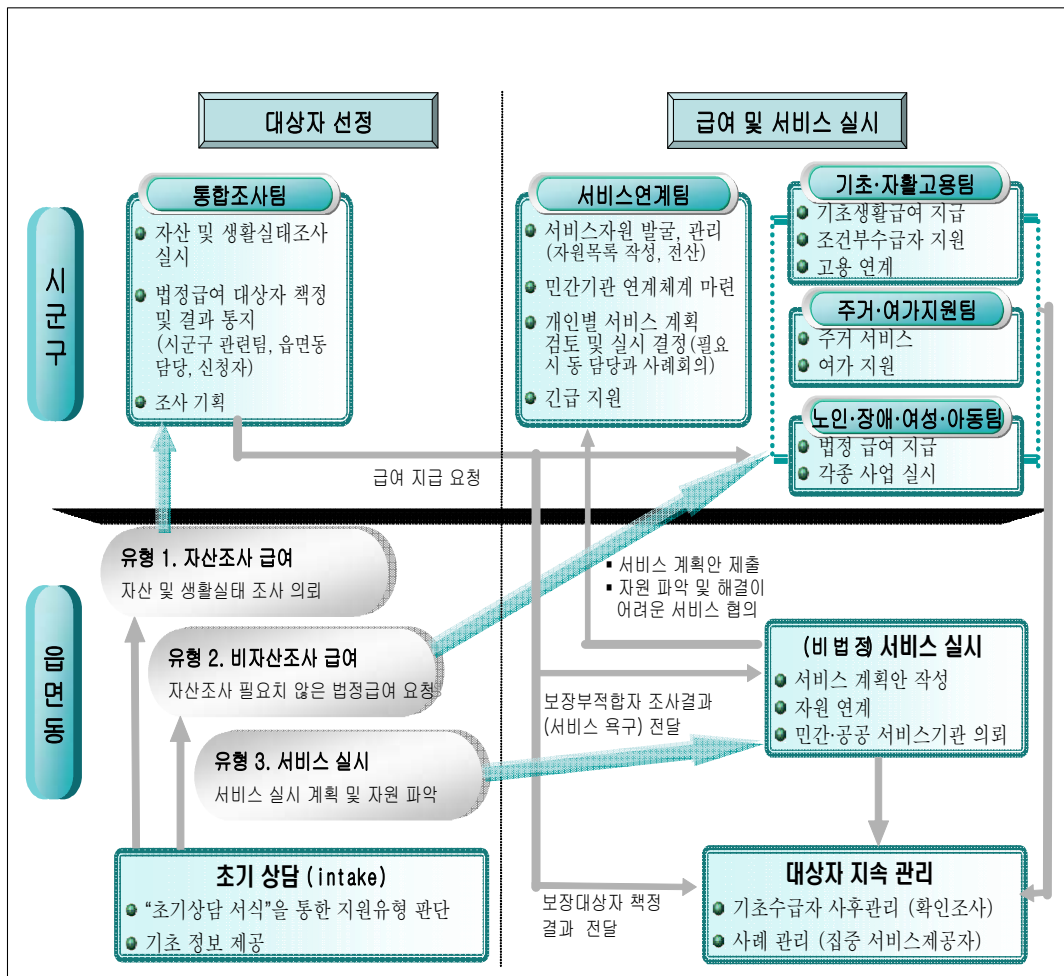 대상자 선정
급여 및 서비스 실시
시군구
통합조사팀
자산 및 생활실태조사
실시
법정급여 대상자 책정
및 결과 통지
(시군구 관련팀, 읍면동
담당, 신청자)
조사 기획
서비스연계팀
서비스자원 발굴, 관리
(자원목록 작성, 전산)
민간기관 연계체계 마련
개인별 서비스 계획
검토 및 실시 결정(필요
시 동 담당과 사례회의)
긴급 지원
기초·자활고용팀
기초생활급여 지급
조건부수급자 지원
고용 연계
주거·여가지원팀
주거 서비스
여가 지원
노인·장애·여성·아동팀
법정 급여 지급
각종 사업 실시
급여 지급 요청
읍면동
유형 1. 자산조사 급여
자산 및 생활실태 조사 의뢰
유형 2. 비자산조사 급여
자산조사 필요치 않은 법정급여 요청
유형 3. 서비스 실시
서비스 실시 계획 및 자원 파악
▪ 서비스 계획안 제출
▪ 자원 파악 및 해결이
어려운 서비스 협의
(비법정) 서비스 실시
서비스 계획안 작성
자원 연계
민간·공공 서비스기관 의뢰
보장부적합자 조사결과
(서비스 욕구) 전달
초기 상담 (intake)
“초기상담 서식”을 통한 지원유형 판단
기초 정보 제공
보장대상자 책정
결과 전달
대상자 지속 관리
기초수급자 사후관리 (확인조사)
사례 관리 (집중 서비스제공자)